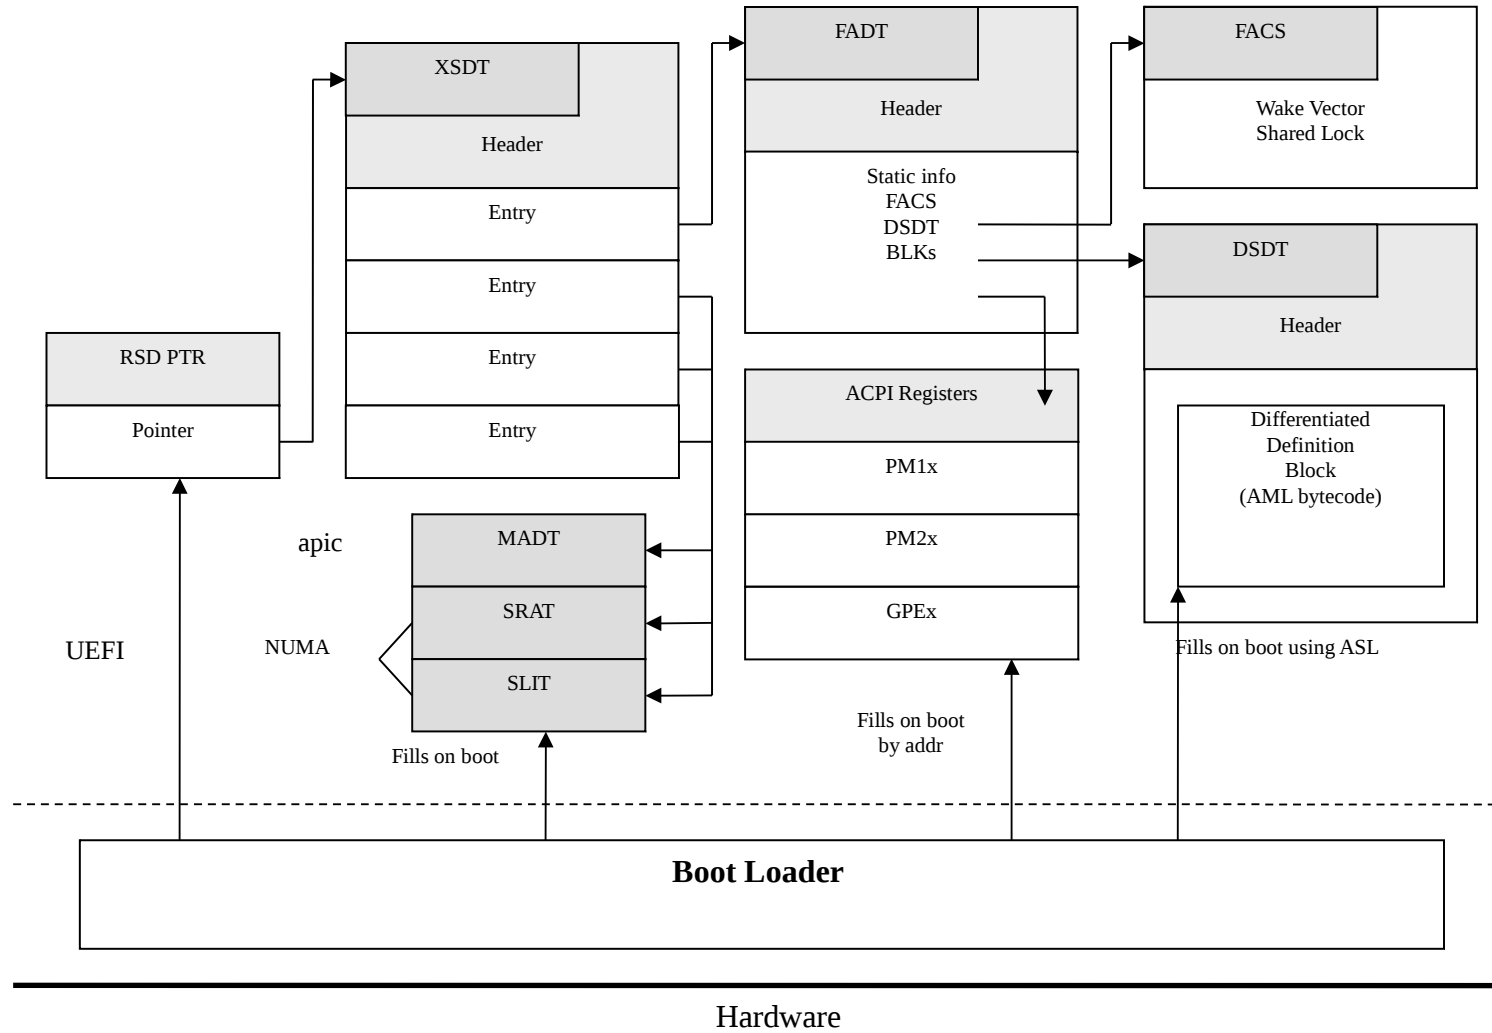 RSD PTR
Pointer
UEFI
XSDT
Header
Entry
Entry
Entry
Entry
apic
MADT
NUMA
SRAT
SLIT
Fills on boot
FADT
Header
Static info
FACS
DSDT
BLKs
ACPI Registers
PM1x
PM2x
GPEx
Fills on boot
by addr
FACS
Wake Vector
Shared Lock
DSDT
Header
Differentiated
Definition
Block
(AML bytecode)
Fills on boot using ASL
Boot Loader
Hardware